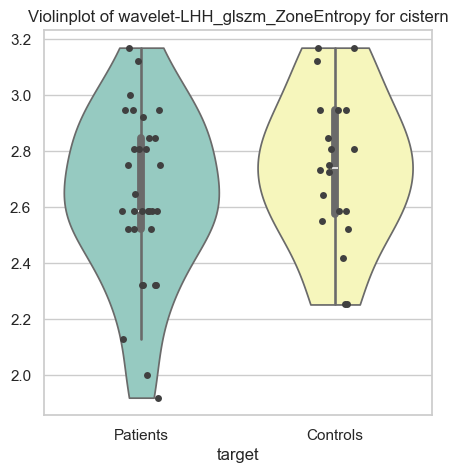 Violinplot of wavelet-LHH_glszm_ZoneEntropy for cistern
3.2
3.0
2.8
2.6
2.4
2.2
2.0
Patients
Controls
target